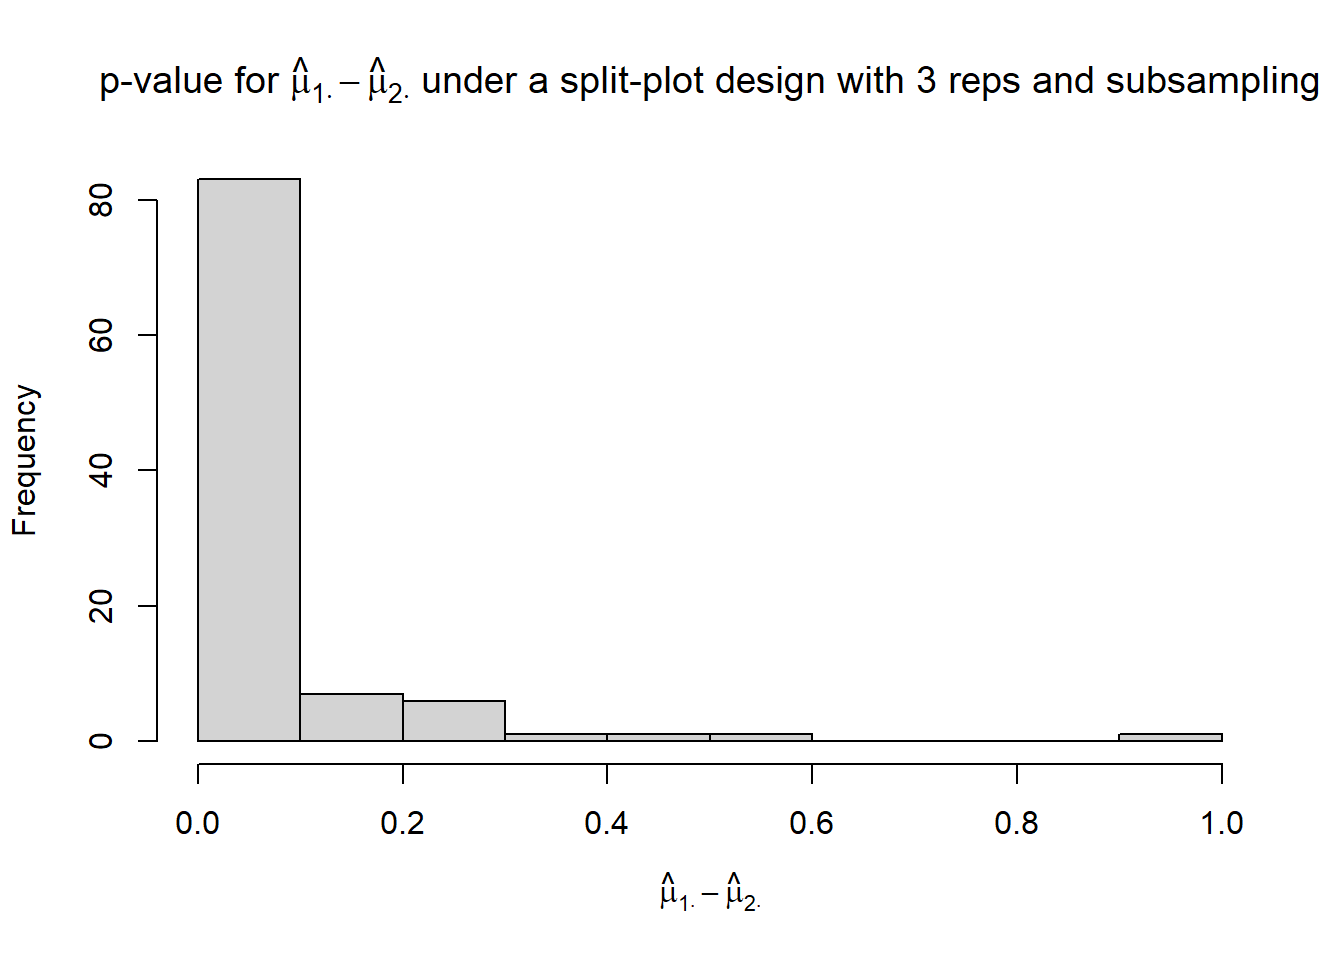 p-value for μ̂₁. − μ̂₂. under a split-plot design with 3 reps and subsampling
Frequency
80
60
40
20
0
0.0 0.2 0.4 0.6 0.8 1.0
μ̂₁. − μ̂₂.